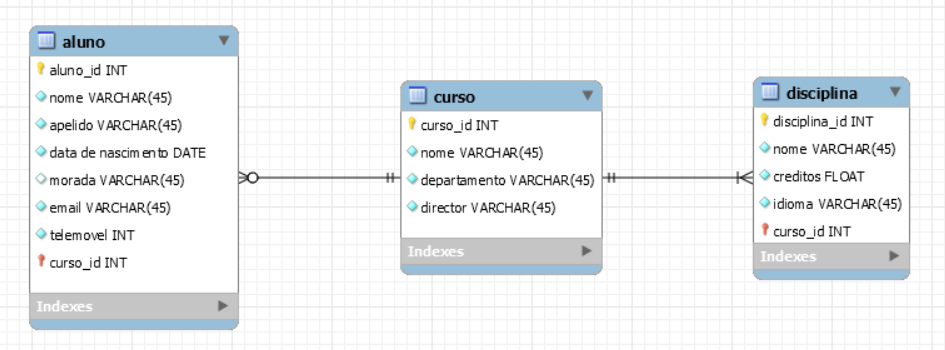 aluno
aluno_id INT
nome VARCHAR(45)
apelido VARCHAR(45)
data de nascimento DATE
morada VARCHAR(45)
email VARCHAR(45)
telemovel INT
curso_id INT
Indexes
curso
curso_id INT
nome VARCHAR(45)
departamento VARCHAR(45)
director VARCHAR(45)
Indexes
disciplina
disciplina_id INT
nome VARCHAR(45)
creditos FLOAT
idioma VARCHAR(45)
curso_id INT
Indexes